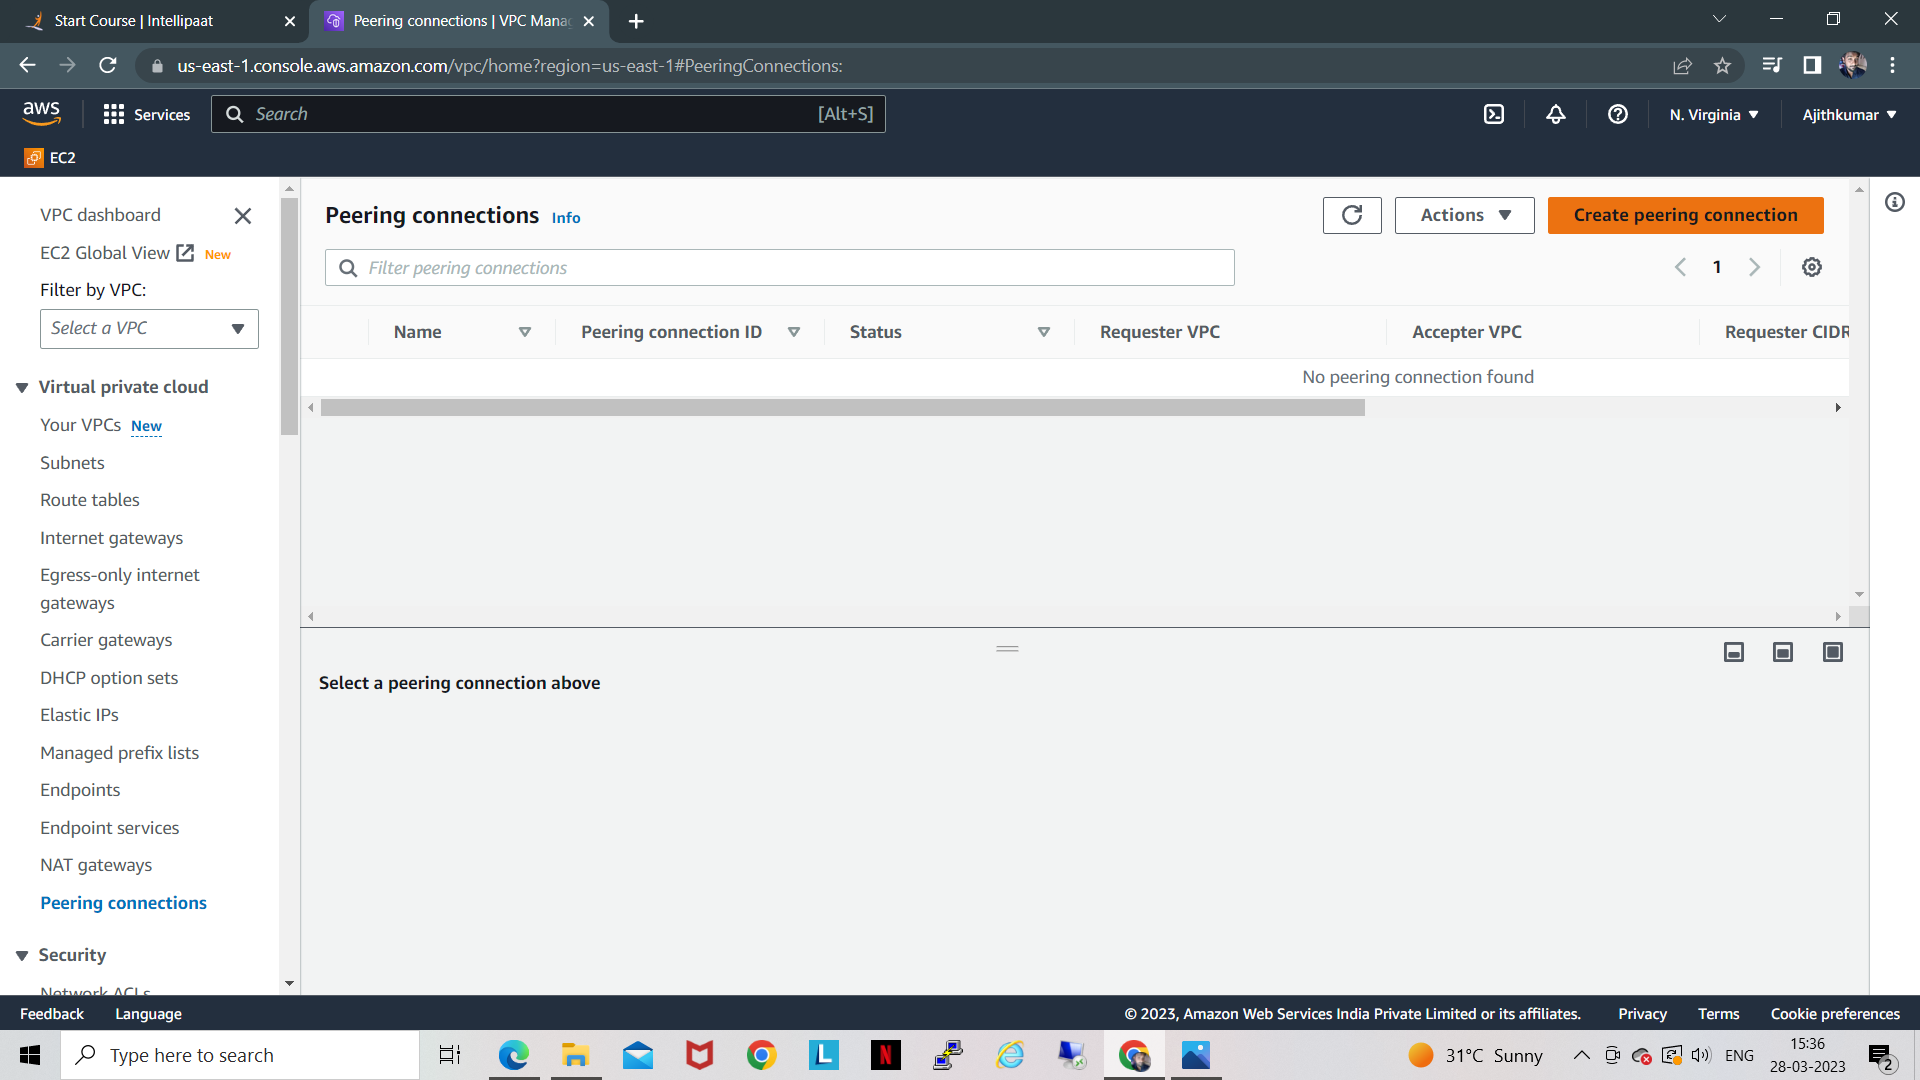 Start Course | Intellipaat
Peering connections | VPC Mana
us-east-1.console.aws.amazon.com/vpc/home?region=us-east-1#PeeringConnections:
aws
Services
Search
[Alt+S]
N. Virginia
Ajithkumar
EC2
VPC dashboard
EC2 Global View
New
Filter by VPC:
Select a VPC
Virtual private cloud
Your VPCs New
Subnets
Route tables
Internet gateways
Egress-only internet
gateways
Carrier gateways
DHCP option sets
Elastic IPs
Managed prefix lists
Endpoints
Endpoint services
NAT gateways
Peering connections
Security
Network ACLs
Peering connections Info
Actions
Create peering connection
Filter peering connections
1
Name
Peering connection ID
Status
Requester VPC
Accepter VPC
Requester CIDR
No peering connection found
Select a peering connection above
Feedback
Language
© 2023, Amazon Web Services India Private Limited or its affiliates.
Privacy
Terms
Cookie preferences
Type here to search
L
N
31°C Sunny
ENG
15:36
28-03-2023
2